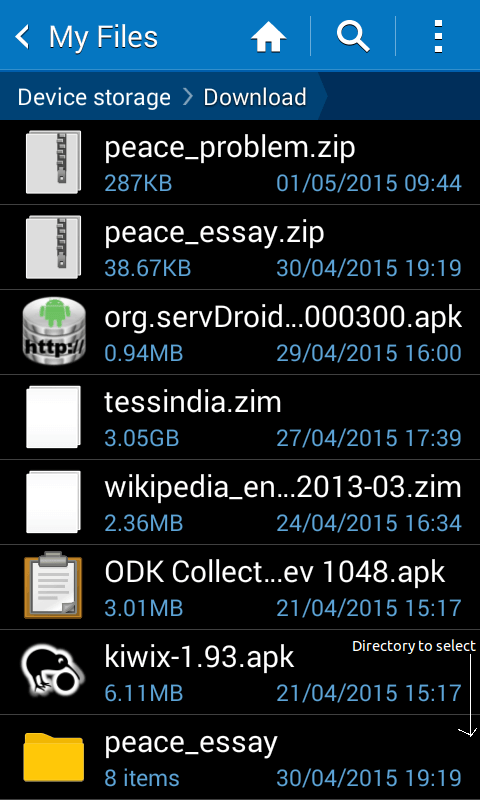 My Files
Device storage Download
peace_problem.zip
287KB 01/05/2015 09:44
peace_essay.zip
38.67KB 30/04/2015 19:19
http://
org.servDroid...000300.apk
0.94MB 29/04/2015 16:00
tessindia.zim
3.05GB 27/04/2015 17:39
wikipedia_en...2013-03.zim
2.36MB 24/04/2015 16:34
ODK Collect...ev 1048.apk
3.01MB 21/04/2015 15:17
Directory to select
kiwix-1.93.apk
6.11MB 21/04/2015 15:17
peace_essay
8 items 30/04/2015 19:19